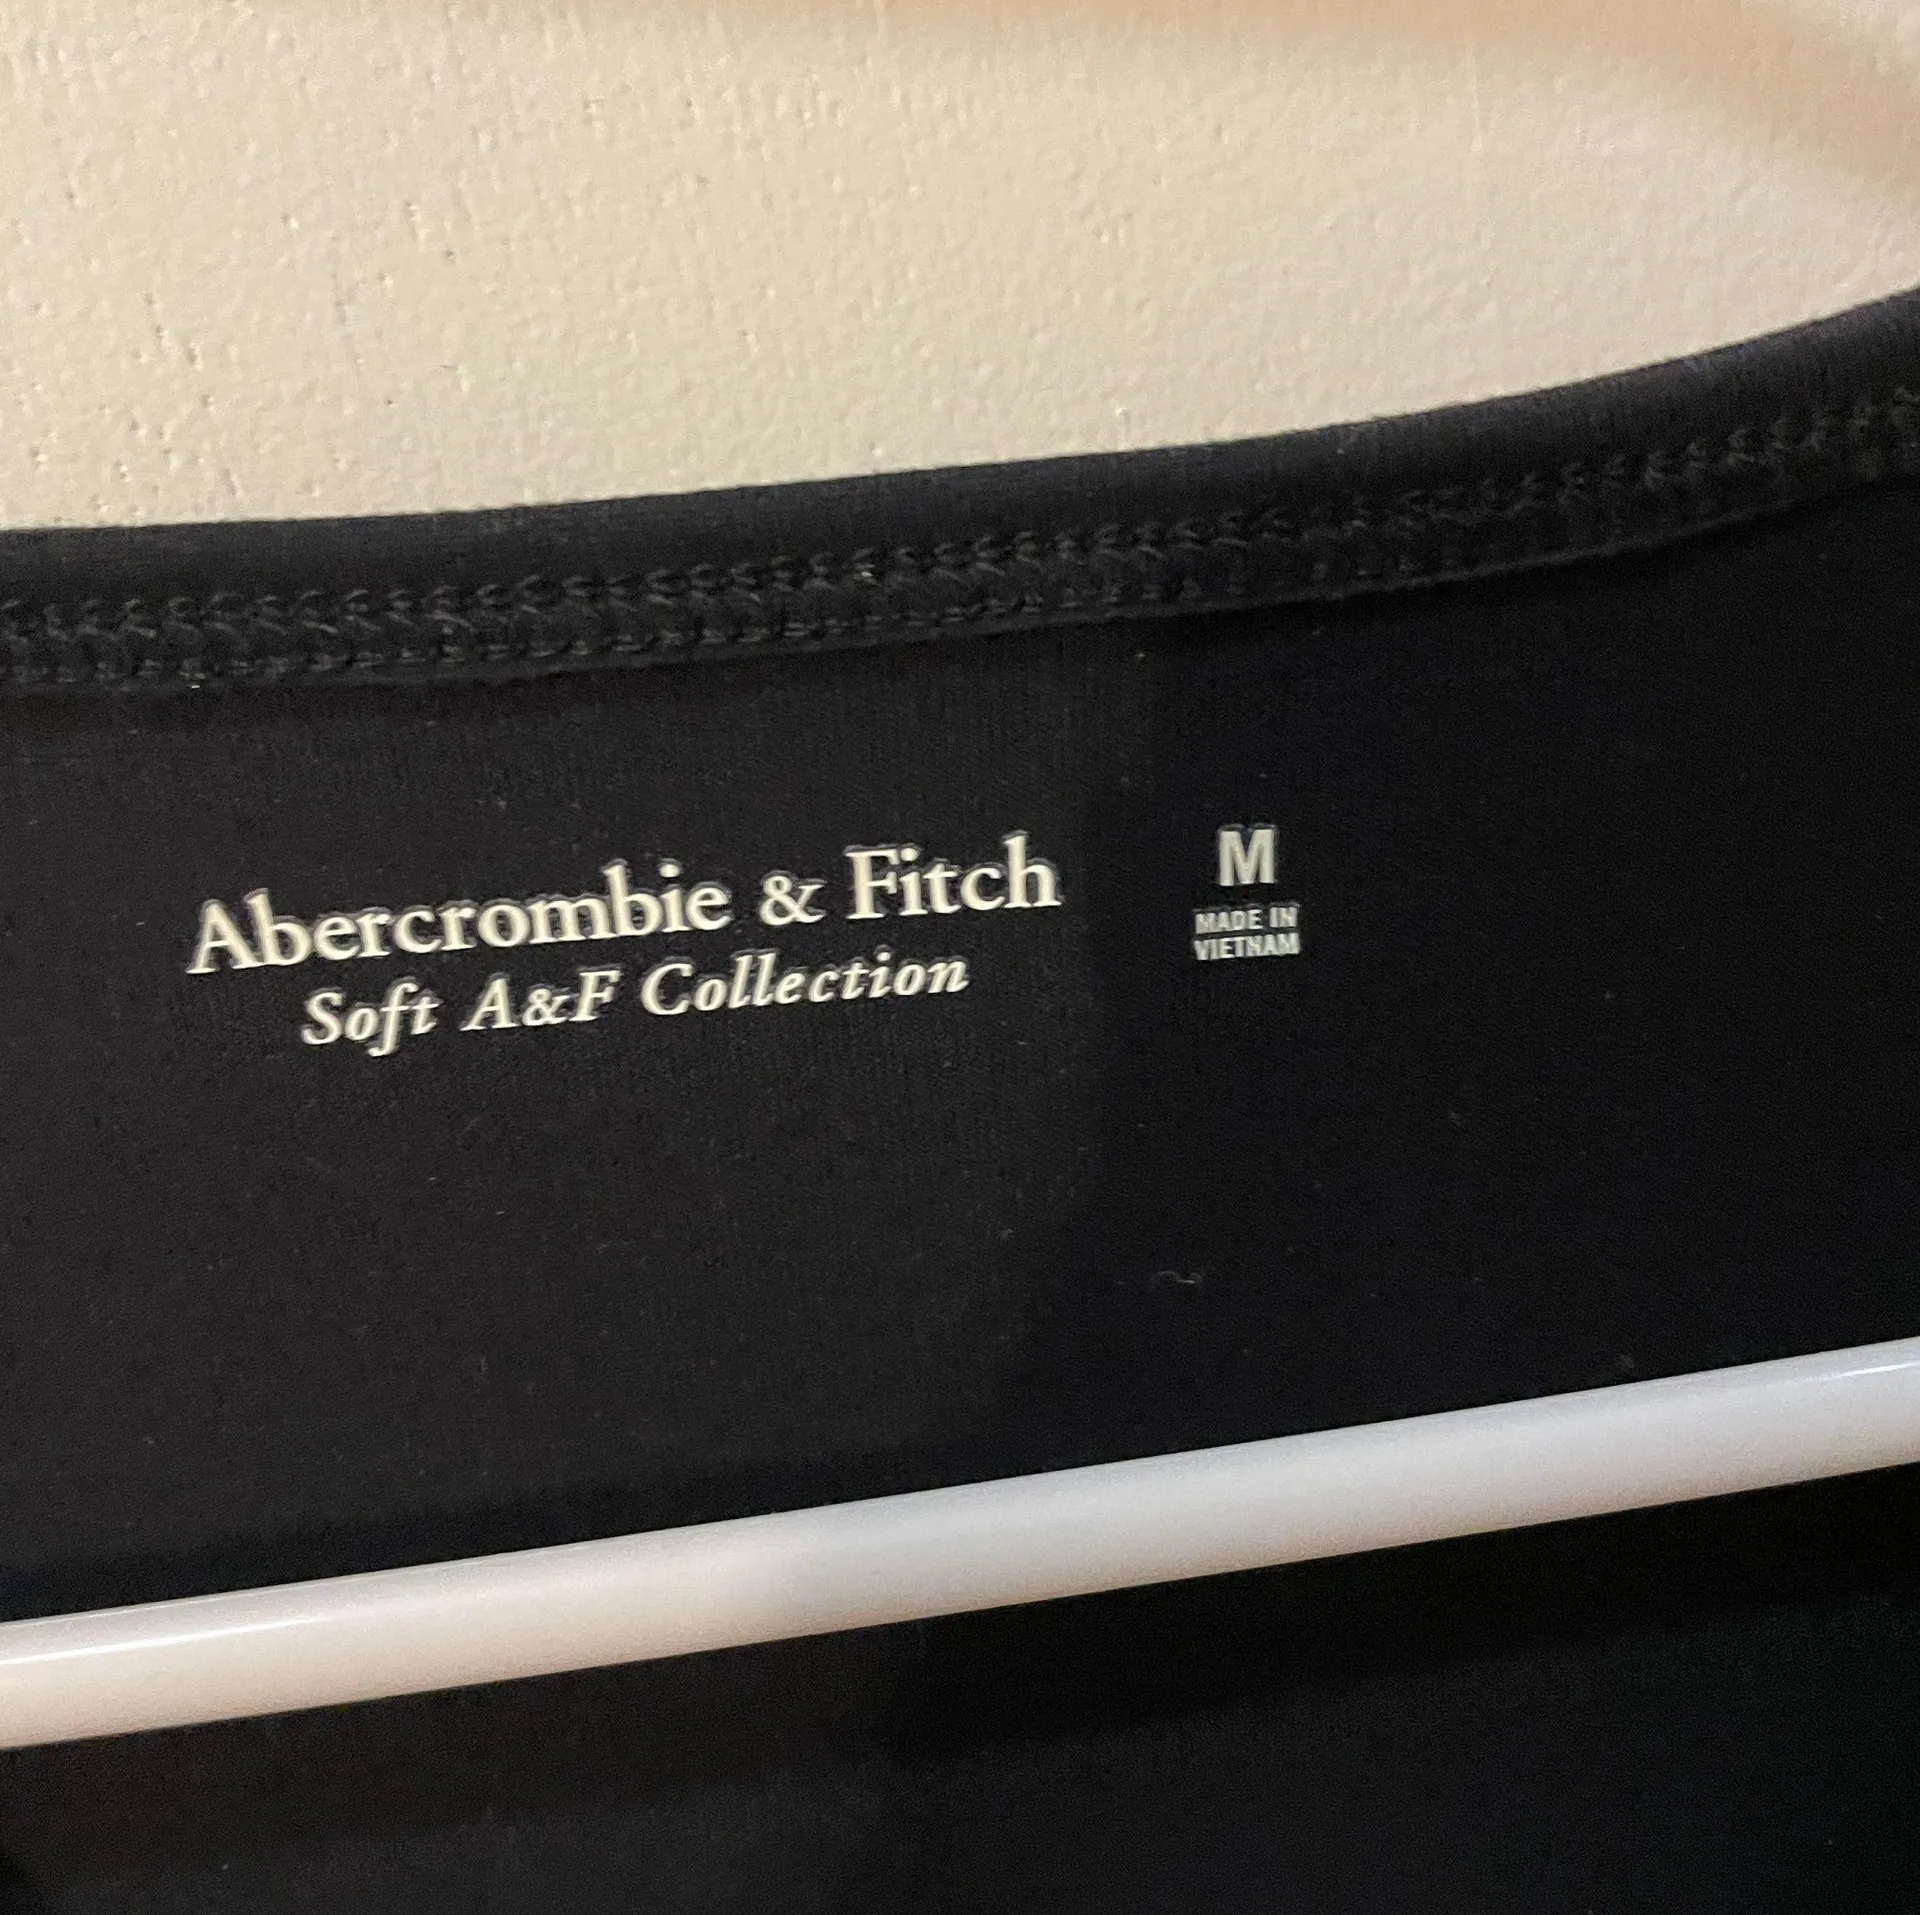 Abercrombie & Fitch
Soft A&F Collection
M
MADE IN
VIETNAM